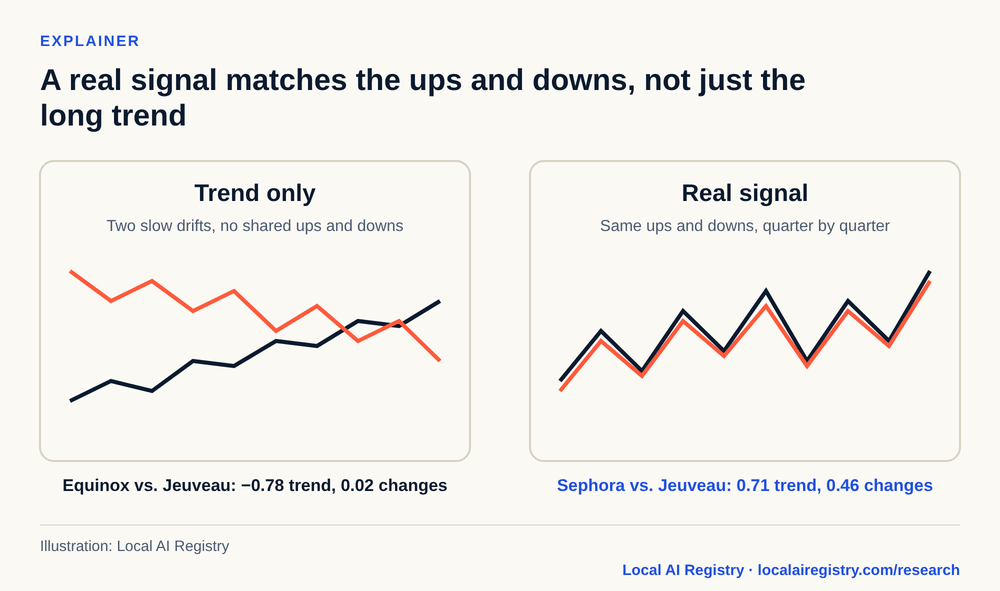 EXPLAINER
A real signal matches the ups and downs, not just the
long trend
Trend only
Two slow drifts, no shared ups and downs
Real signal
Same ups and downs, quarter by quarter
Equinox vs. Jeuveau: −0.78 trend, 0.02 changes
Sephora vs. Jeuveau: 0.71 trend, 0.46 changes
Illustration: Local AI Registry
Local AI Registry · localairegistry.com/research